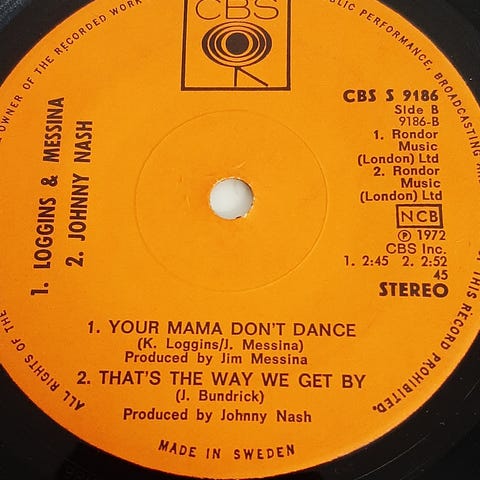 OWNER OF THE RECORDED WORK
PUBLIC PERFORMANCE, BROADCASTING
CBS
1. LOGGINS & MESSINA
2. JOHNNY NASH
CBS S 9186
Side B
9186-B
1. Rondor
Music
(London) Ltd
2. Rondor
Music
(London) Ltd
NCB
℗ 1972
CBS Inc.
1. 2:45 2. 2:52
45
STEREO
1. YOUR MAMA DON'T DANCE
(K. Loggins/J. Messina)
Produced by Jim Messina
2. THAT'S THE WAY WE GET BY
(J. Bundrick)
Produced by Johnny Nash
ALL RIGHTS OF THE
OF THIS RECORD PROHIBITED.
MADE IN SWEDEN